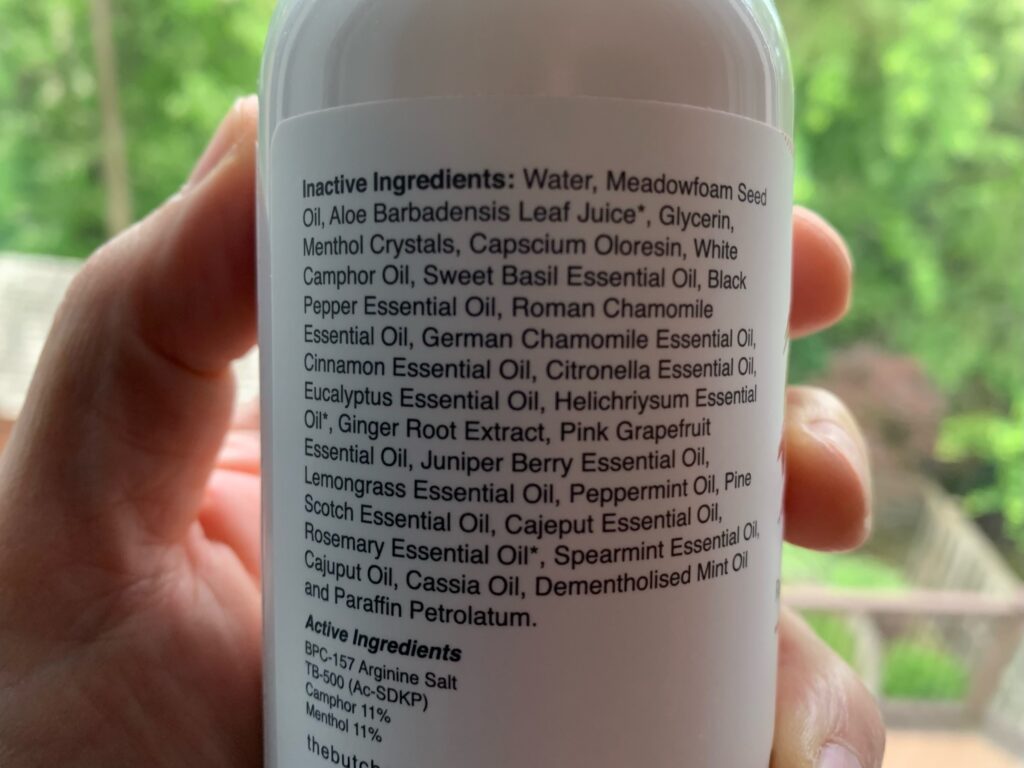 Inactive Ingredients: Water, Meadowfoam Seed
Oil, Aloe Barbadensis Leaf Juice*, Glycerin,
Menthol Crystals, Capscium Oloresin, White
Camphor Oil, Sweet Basil Essential Oil, Black
Pepper Essential Oil, Roman Chamomile
Essential Oil, German Chamomile Essential Oil,
Cinnamon Essential Oil, Citronella Essential Oil,
Eucalyptus Essential Oil, Helichriysum Essential
Oil*, Ginger Root Extract, Pink Grapefruit
Essential Oil, Juniper Berry Essential Oil,
Lemongrass Essential Oil, Peppermint Oil, Pine
Scotch Essential Oil, Cajeput Essential Oil,
Rosemary Essential Oil*, Spearmint Essential Oil,
Cajuput Oil, Cassia Oil, Dementholised Mint Oil
and Paraffin Petrolatum.
Active Ingredients
BPC-157 Arginine Salt
TB-500 (Ac-SDKP)
Camphor 11%
Menthol 11%